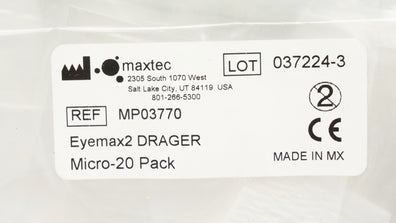 maxtec
2305 South 1070 West
Salt Lake City, UT 84119 USA
801-266-5300
LOT 037224-3
REF MP03770
2
CE
Eyemax2 DRAGER
Micro-20 Pack
MADE IN MX